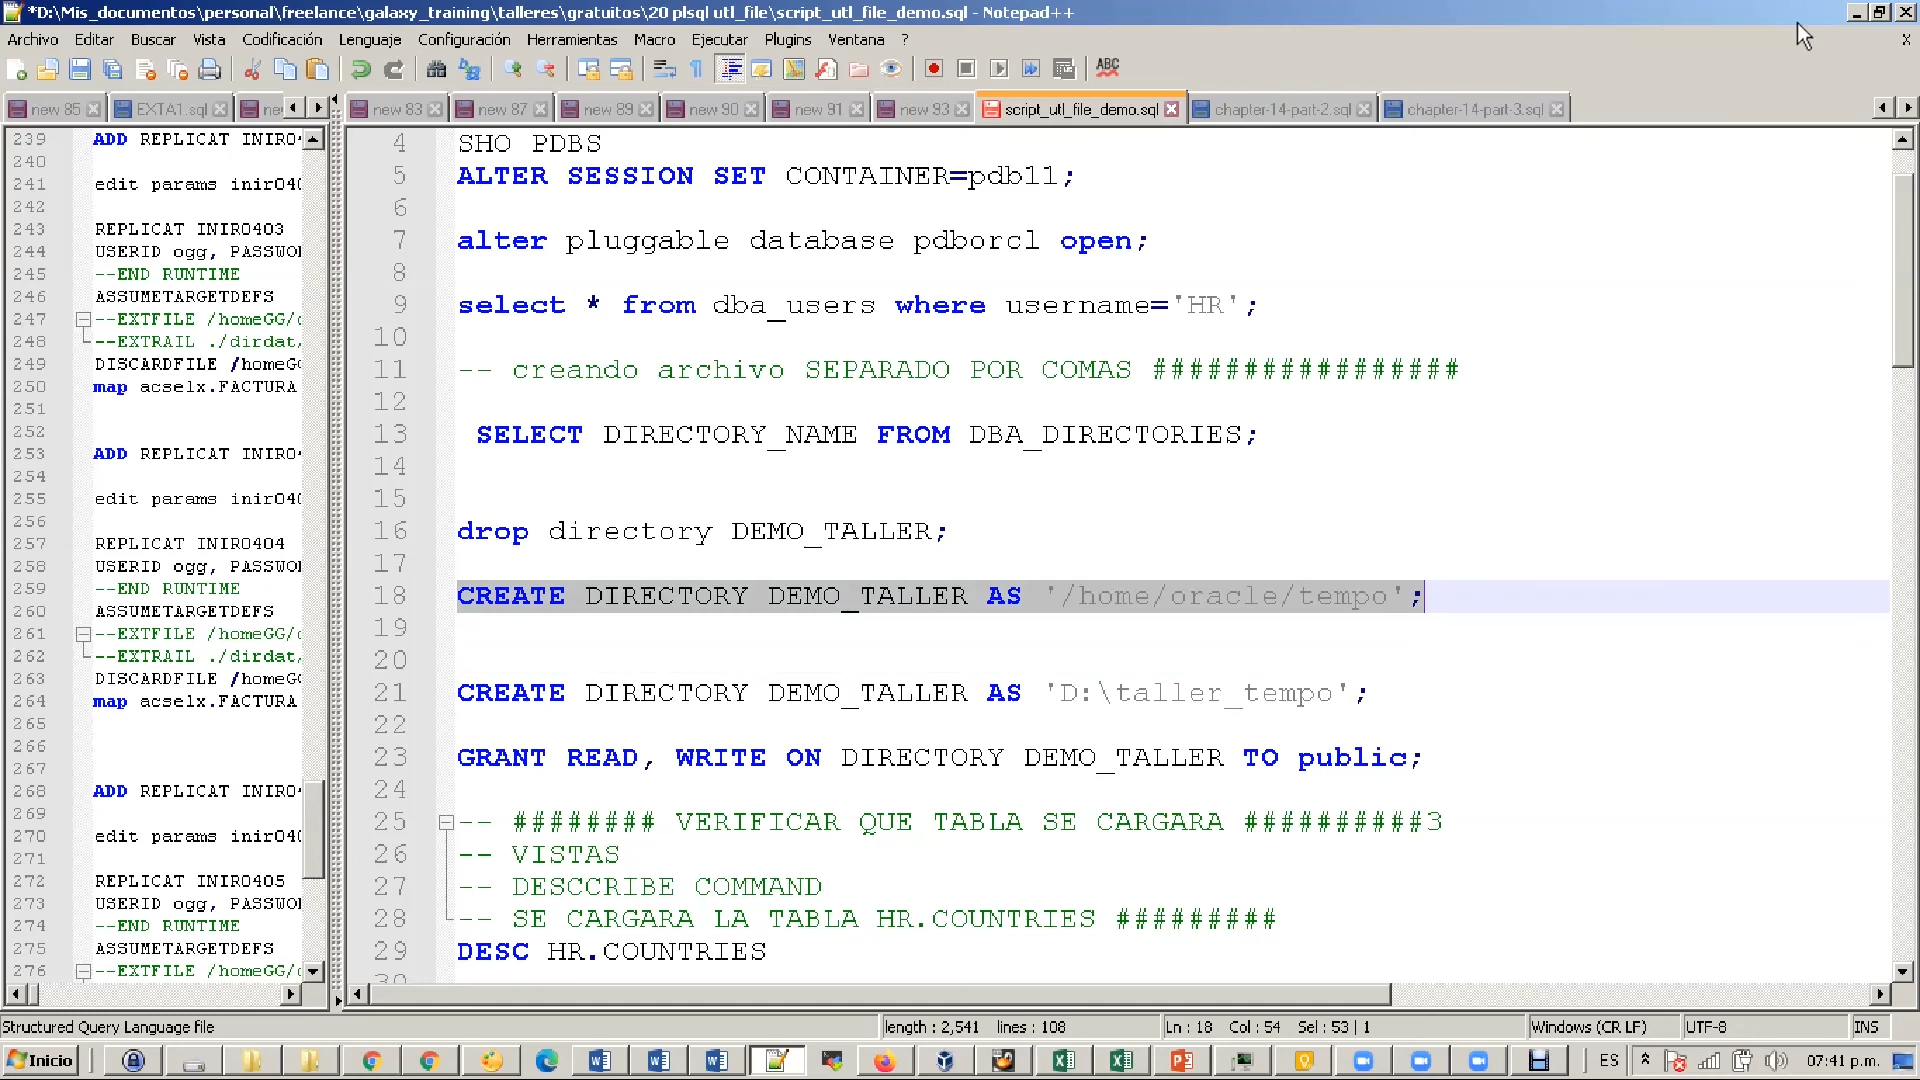 *D:\Mis_documentos\personal\freelance\galaxy_training\talleres\gratuitos\20 plsql utl_file\script_utl_file_demo.sql - Notepad++
Archivo Editar Buscar Vista Codificación Lenguaje Configuración Herramientas Macro Ejecutar Plugins Ventana ? X
ABC
new 85 EXTA1.sql new 83 new 87 new 89 new 90 new 91 new 93 script_utl_file_demo.sql chapter-14-part-2.sql chapter-14-part-3.sql
239 ADD REPLICAT INIR04
240
241 edit params inir040
242
243 REPLICAT INIR0403
244 USERID ogg, PASSWO
245 --END RUNTIME
246 ASSUMETARGETDEFS
247 --EXTFILE /homeGG/
248 --EXTRAIL ./dirdat
249 DISCARDFILE /homeG
250 map acselx.FACTURA
251
252
253 ADD REPLICAT INIR0
254
255 edit params inir040
256
257 REPLICAT INIR0404
258 USERID ogg, PASSWO
259 --END RUNTIME
260 ASSUMETARGETDEFS
261 --EXTFILE /homeGG/
262 --EXTRAIL ./dirdat
263 DISCARDFILE /homeG
264 map acselx.FACTURA
265
266
267
268 ADD REPLICAT INIR0
269
270 edit params inir040
271
272 REPLICAT INIR0405
273 USERID ogg, PASSWO
274 --END RUNTIME
275 ASSUMETARGETDEFS
276 --EXTFILE /homeGG/
4 SHO PDBS
5 ALTER SESSION SET CONTAINER=pdb11;
6
7 alter pluggable database pdborcl open;
8
9 select * from dba_users where username='HR';
10
11 -- creando archivo SEPARADO POR COMAS #################
12
13 SELECT DIRECTORY_NAME FROM DBA_DIRECTORIES;
14
15
16 drop directory DEMO_TALLER;
17
18 CREATE DIRECTORY DEMO_TALLER AS '/home/oracle/tempo';
19
20
21 CREATE DIRECTORY DEMO_TALLER AS 'D:\taller_tempo';
22
23 GRANT READ, WRITE ON DIRECTORY DEMO_TALLER TO public;
24
25 -- ######## VERIFICAR QUE TABLA SE CARGARA ##########3
26 -- VISTAS
27 -- DESCCRIBE COMMAND
28 -- SE CARGARA LA TABLA HR.COUNTRIES #########
29 DESC HR.COUNTRIES
30
Structured Query Language file length : 2,541 lines : 108 Ln : 18 Col : 54 Sel : 53 | 1 Windows (CR LF) UTF-8 INS
Inicio ES 07:41 p.m.